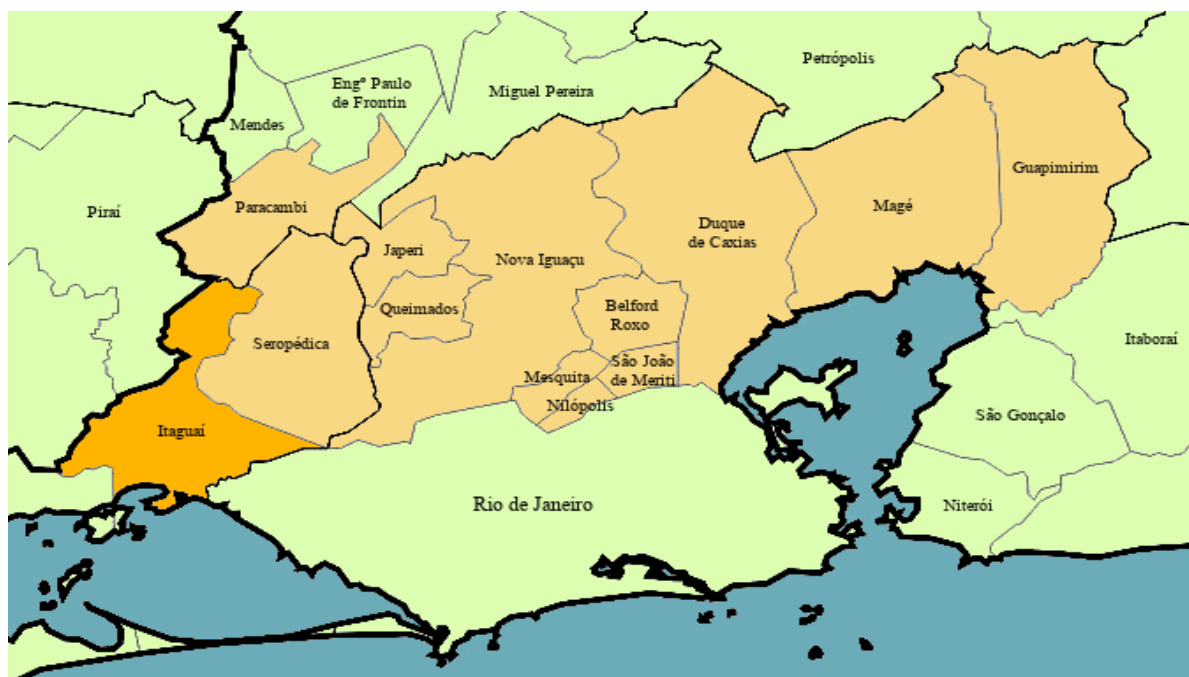 Petrópolis
Engº Paulo
de Frontin
Miguel Pereira
Mendes
Guapimirim
Paracambi
Magé
Piraí
Duque
de Caxias
Japeri
Nova Iguaçu
Queimados
Belford
Roxo
Seropédica
Itaboraí
São João
de Meriti
Mesquita
Nilópolis
São Gonçalo
Itaguaí
Rio de Janeiro
Niterói